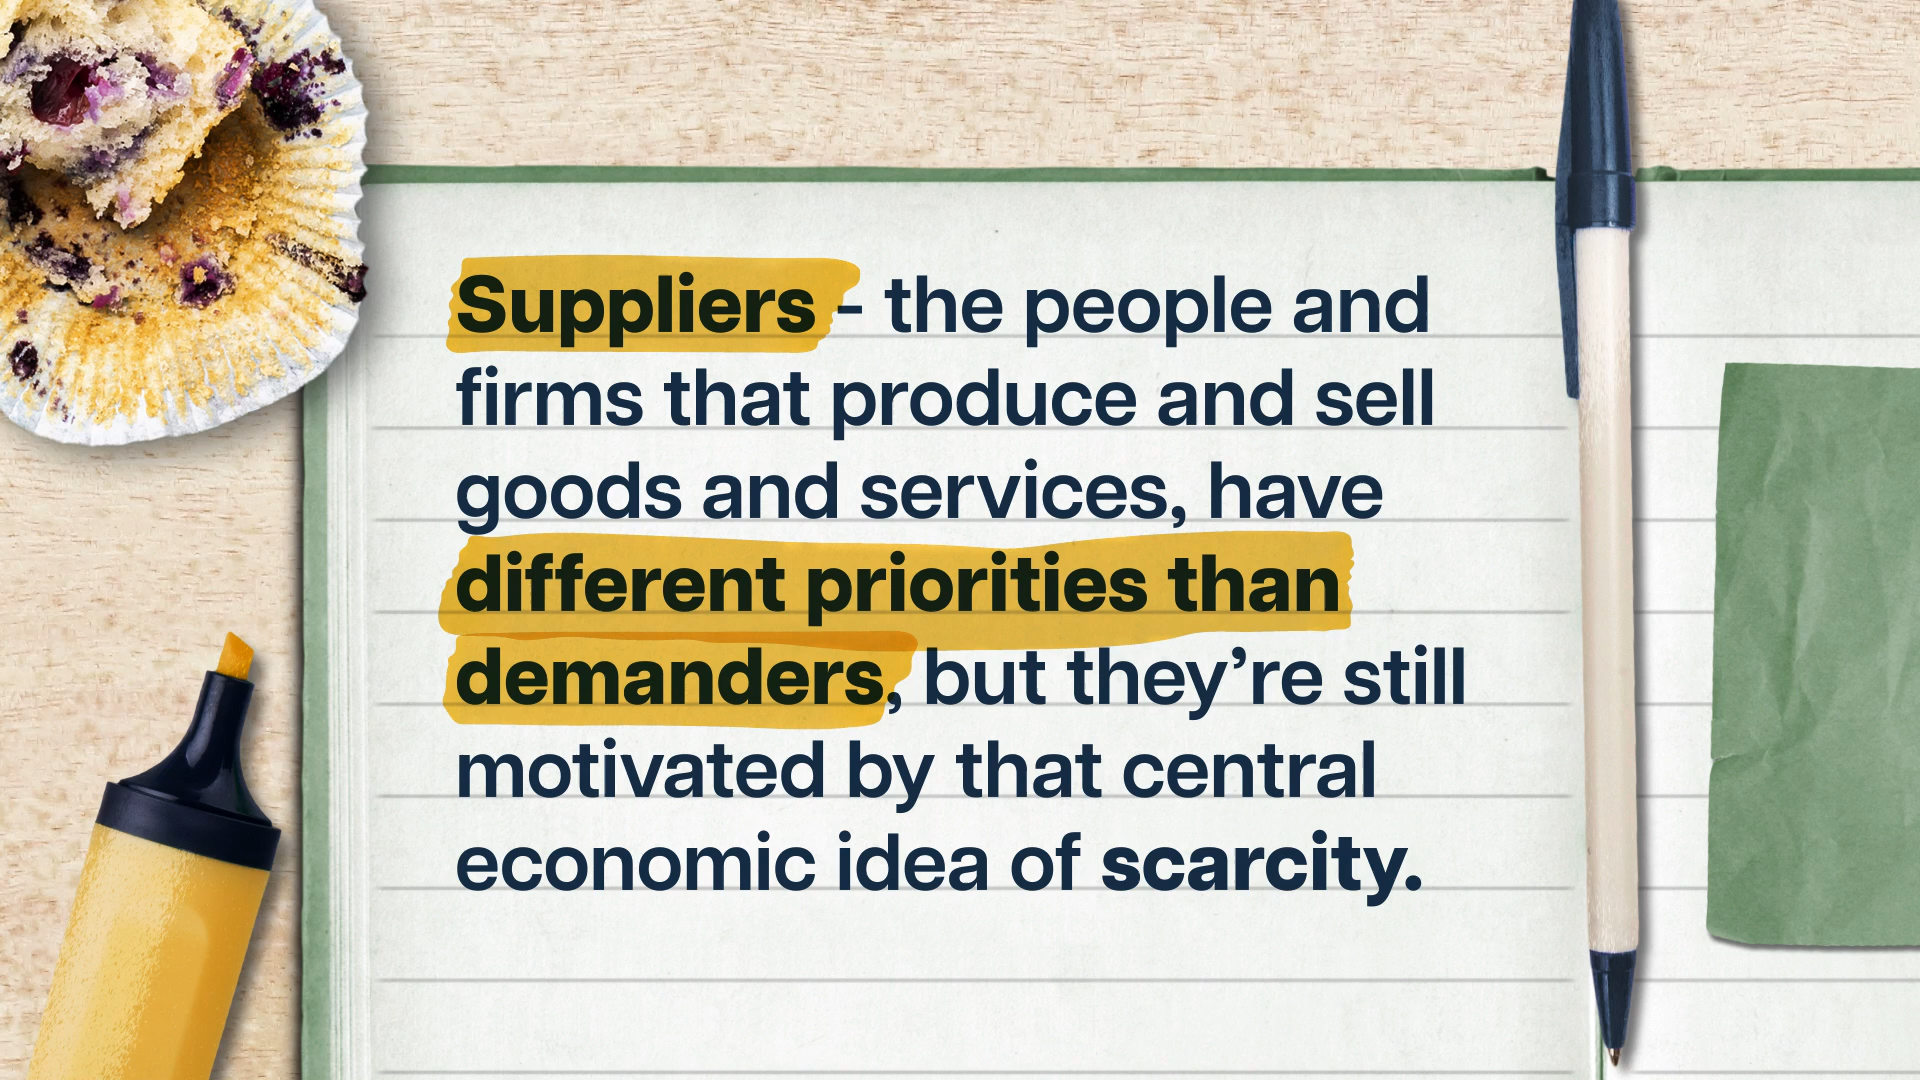 Suppliers - the people and
firms that produce and sell
goods and services, have
different priorities than
demanders, but they’re still
motivated by that central
economic idea of scarcity.